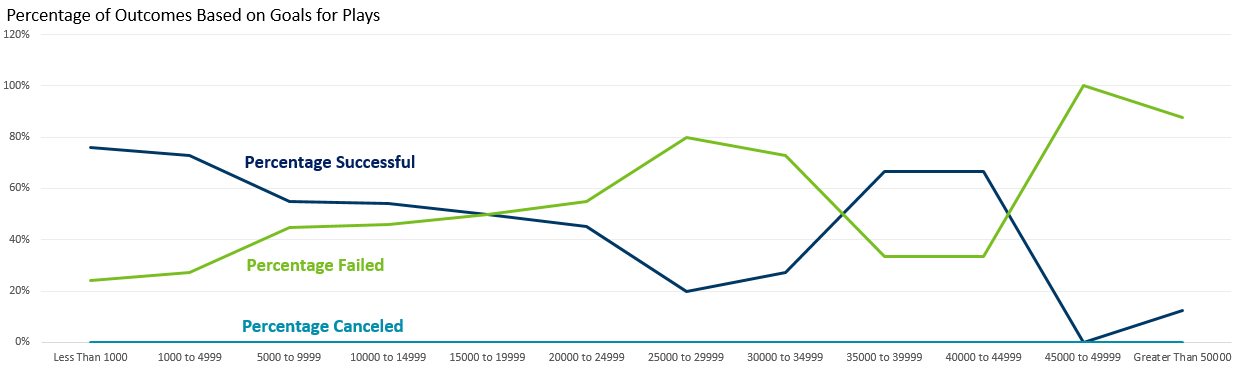 Percentage of Outcomes Based on Goals for Plays
120%
100%
80%
60%
40%
20%
0%
Percentage Successful
Percentage Failed
Percentage Canceled
Less Than 1000 1000 to 4999 5000 to 9999 10000 to 14999 15000 to 19999 20000 to 24999 25000 to 29999 30000 to 34999 35000 to 39999 40000 to 44999 45000 to 49999 Greater Than 50000